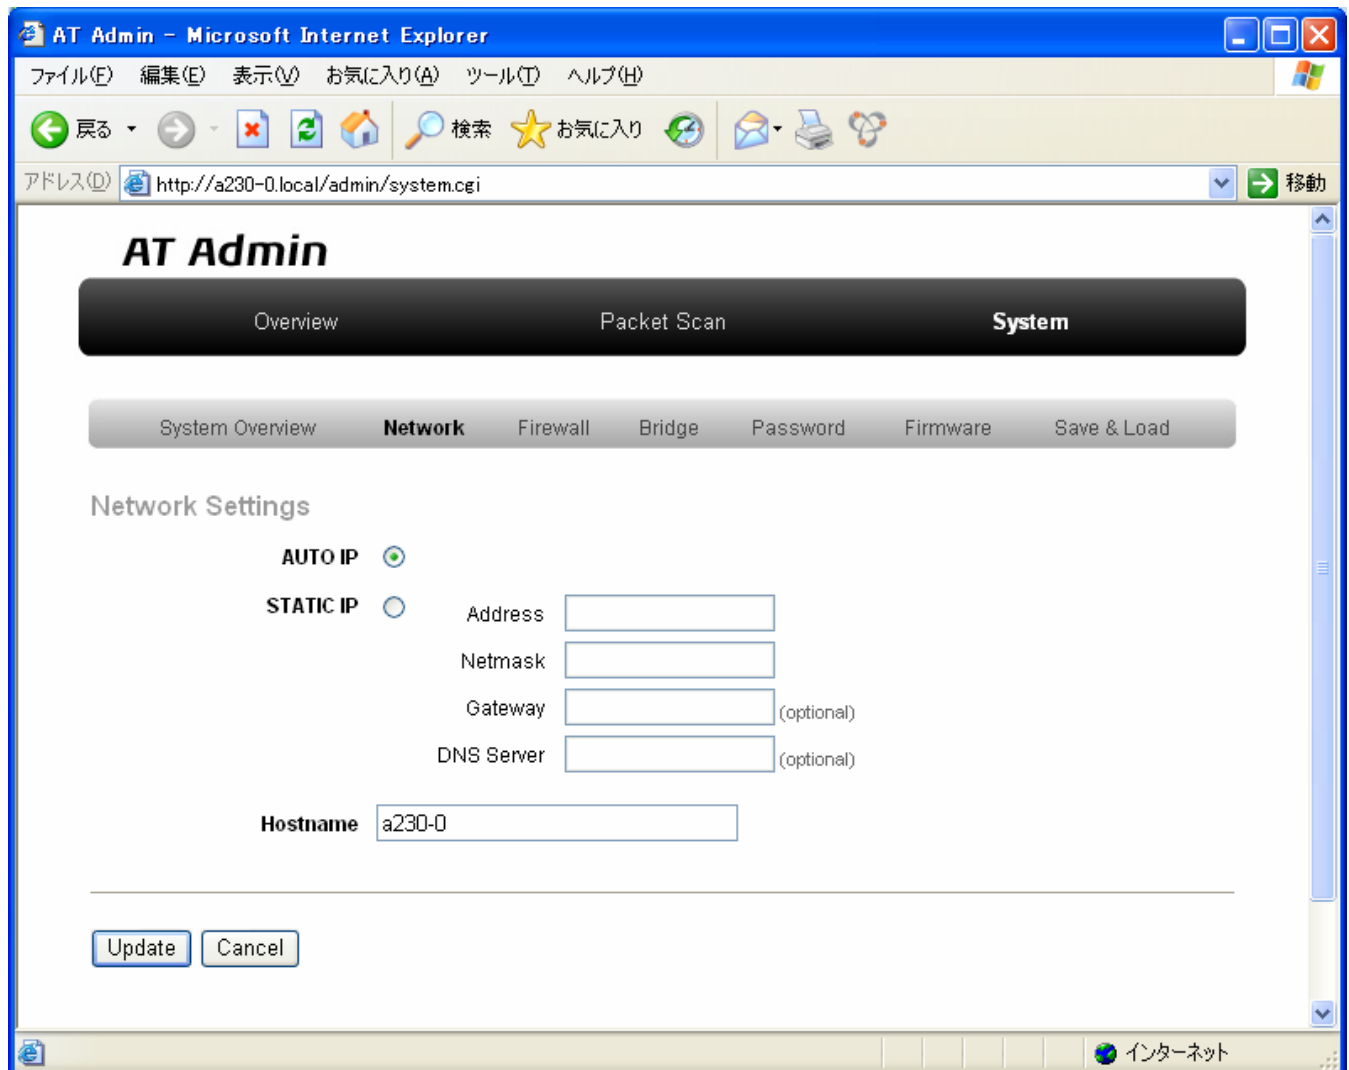 AT Admin - Microsoft Internet Explorer
ファイル(F) 編集(E) 表示(V) お気に入り(A) ツール(T) ヘルプ(H)
戻る 検索 お気に入り
アドレス(D) http://a230-0.local/admin/system.cgi 移動
AT Admin
Overview Packet Scan System
System Overview Network Firewall Bridge Password Firmware Save & Load
Network Settings
AUTO IP
STATIC IP Address
Netmask
Gateway (optional)
DNS Server (optional)
Hostname a230-0
Update Cancel
インターネット